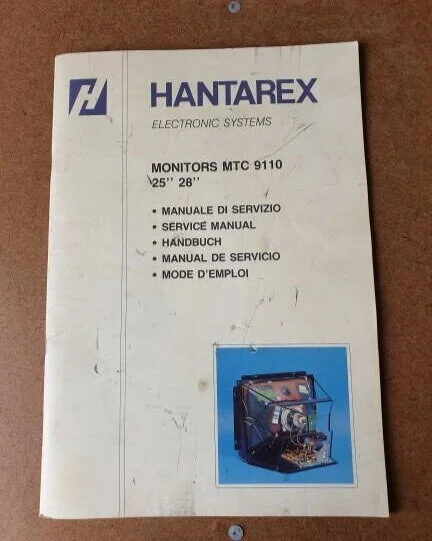 HANTAREX
ELECTRONIC SYSTEMS
MONITORS MTC 9110
25'' 28''
• MANUALE DI SERVIZIO
• SERVICE MANUAL
• HANDBUCH
• MANUAL DE SERVICIO
• MODE D'EMPLOI